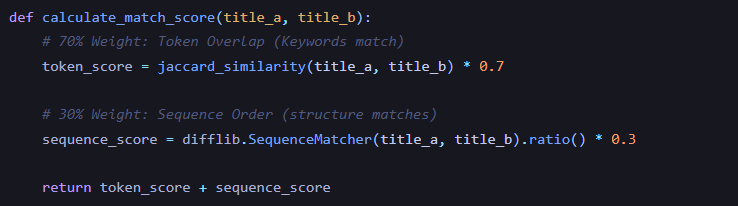 def calculate_match_score(title_a, title_b):
    # 70% Weight: Token Overlap (Keywords match)
    token_score = jaccard_similarity(title_a, title_b) * 0.7
    # 30% Weight: Sequence Order (structure matches)
    sequence_score = difflib.SequenceMatcher(title_a, title_b).ratio() * 0.3
    return token_score + sequence_score